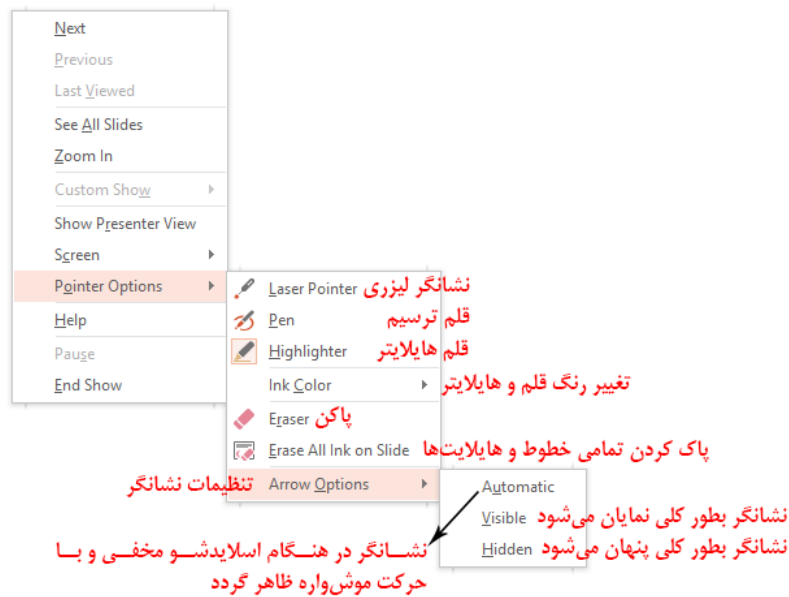 Next
Previous
Last Viewed
See All Slides
Zoom In
Custom Show
Show Presenter View
Screen
Pointer Options
Help
Pause
End Show
Laser Pointer نشانگر لیزری
Pen قلم ترسیم
Highlighter قلم هایلایتر
Ink Color تغییر رنگ قلم و هایلایتر
Eraser پاکن
Erase All Ink on Slide پاک کردن تمامی خطوط و هایلایت‌ها
Arrow Options تنظیمات نشانگر
Automatic
Visible نشانگر بطور کلی نمایان می‌شود
Hidden نشانگر بطور کلی پنهان می‌شود
نشانگر در هنگام اسلایدشو مخفی و با
حرکت موش‌واره ظاهر گردد